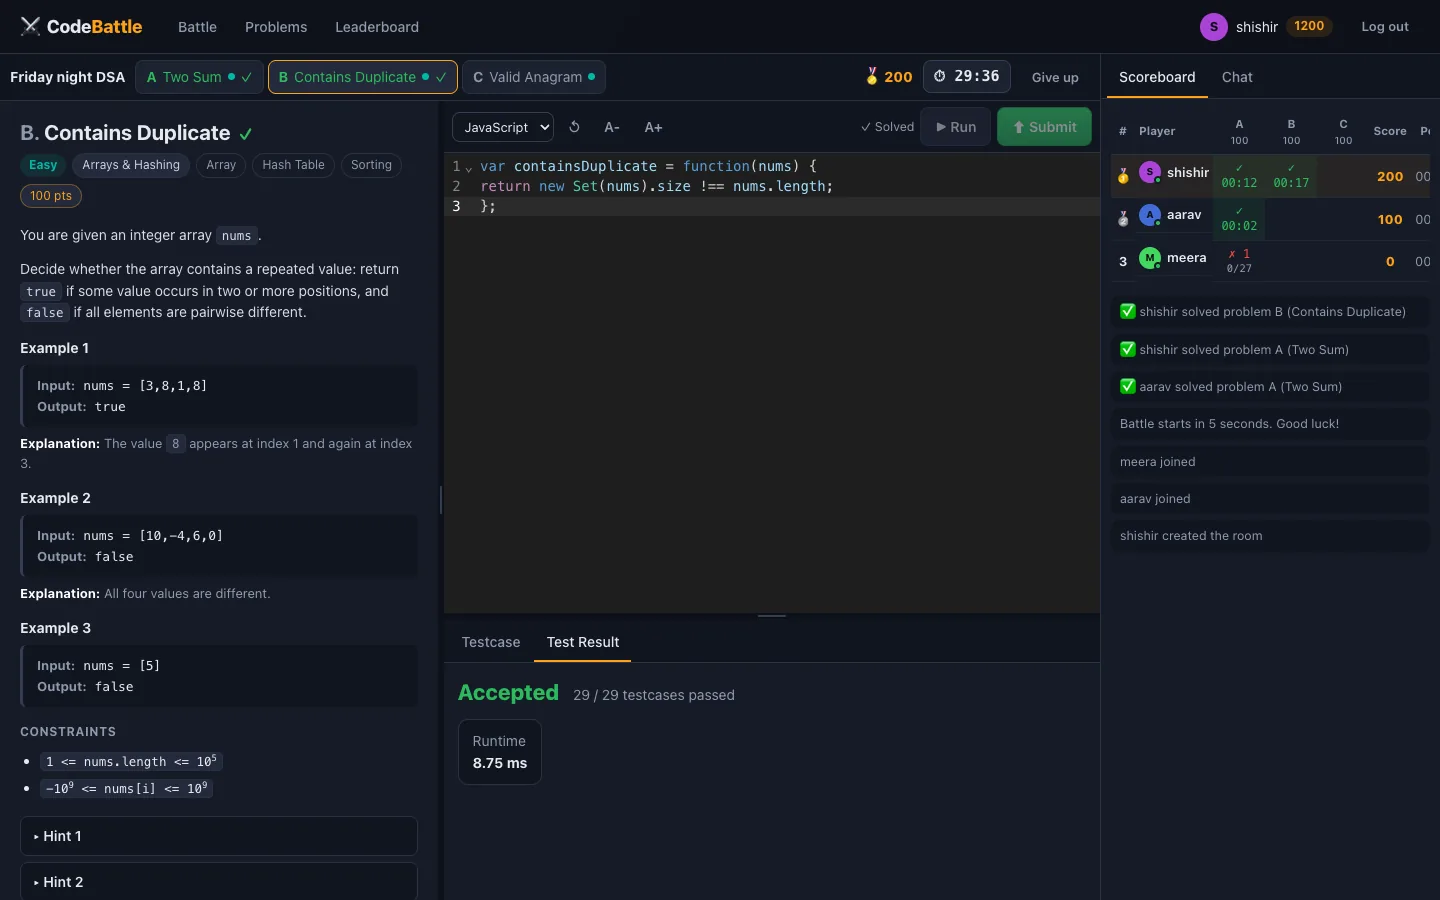 ⚔ CodeBattle Battle Problems Leaderboard S shishir 1200 Log out
Friday night DSA A Two Sum ✓ B Contains Duplicate ✓ C Valid Anagram 🏅 200 ⏱ 29:36 Give up
B. Contains Duplicate ✓
Easy Arrays & Hashing Array Hash Table Sorting
100 pts
You are given an integer array nums.
Decide whether the array contains a repeated value: return
true if some value occurs in two or more positions, and
false if all elements are pairwise different.
Example 1
Input: nums = [3,8,1,8]
Output: true
Explanation: The value 8 appears at index 1 and again at index
3.
Example 2
Input: nums = [10,-4,6,0]
Output: false
Explanation: All four values are different.
Example 3
Input: nums = [5]
Output: false
CONSTRAINTS
• 1 <= nums.length <= 10⁵
• -10⁹ <= nums[i] <= 10⁹
▸ Hint 1
▸ Hint 2
JavaScript A- A+ ✓ Solved Run Submit
1 var containsDuplicate = function(nums) {
2 return new Set(nums).size !== nums.length;
3 };
Testcase Test Result
Accepted 29 / 29 testcases passed
Runtime
8.75 ms
Scoreboard Chat
# Player A 100 B 100 C 100 Score
🥇 S shishir ✓ 00:12 ✓ 00:17 200 00
🥈 A aarav ✓ 00:02 100 00
3 M meera ✗ 1 0/27 0 00
✅ shishir solved problem B (Contains Duplicate)
✅ shishir solved problem A (Two Sum)
✅ aarav solved problem A (Two Sum)
Battle starts in 5 seconds. Good luck!
meera joined
aarav joined
shishir created the room